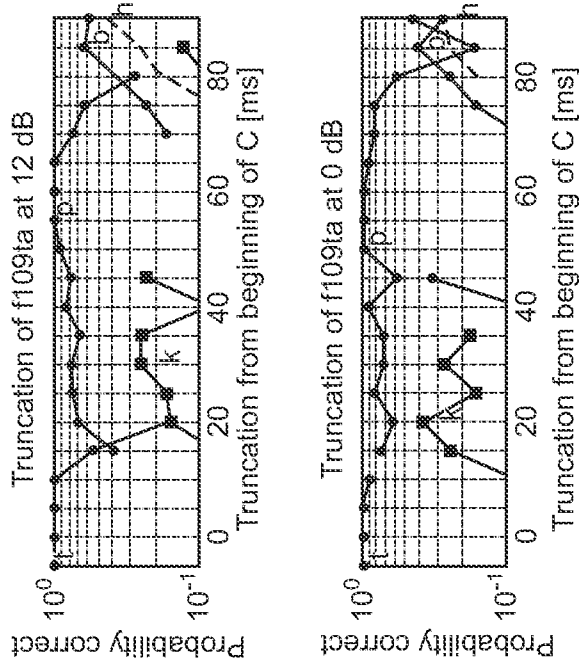 Truncation of f109ta at 12 dB
Probability correct
10^0
10^-1
t
p
k
b
h
0
20
40
60
80
Truncation from beginning of C [ms]
Truncation of f109ta at 0 dB
Probability correct
10^0
10^-1
t
p
k
h
0
20
40
60
80
Truncation from beginning of C [ms]